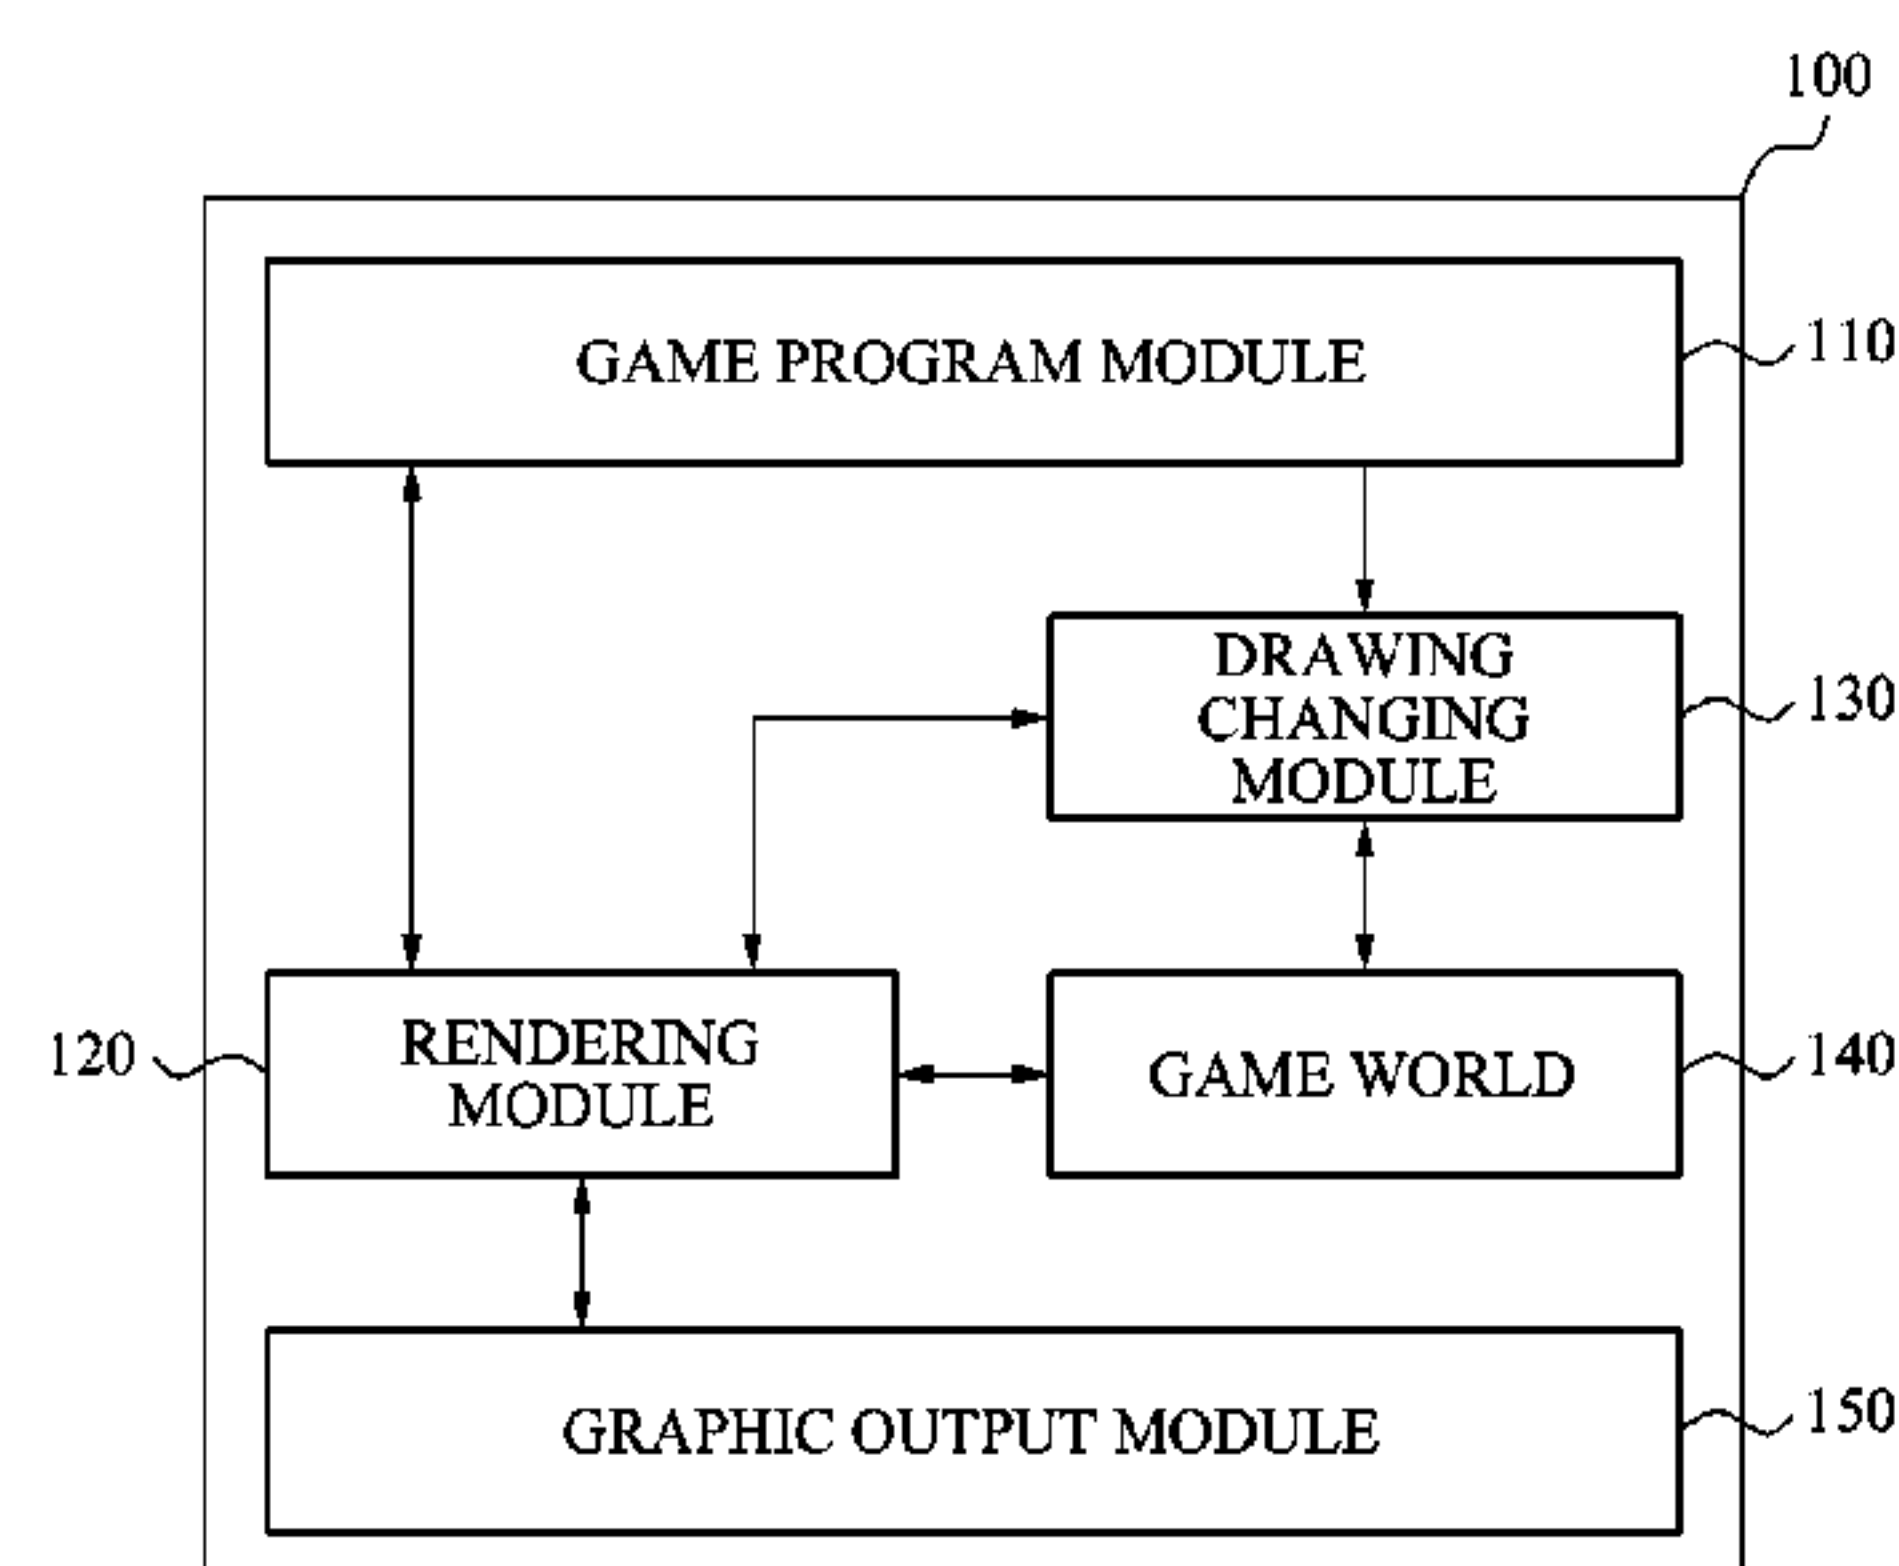 100
GAME PROGRAM MODULE
110
DRAWING
CHANGING
MODULE
130
120
RENDERING
MODULE
GAME WORLD
140
GRAPHIC OUTPUT MODULE
150